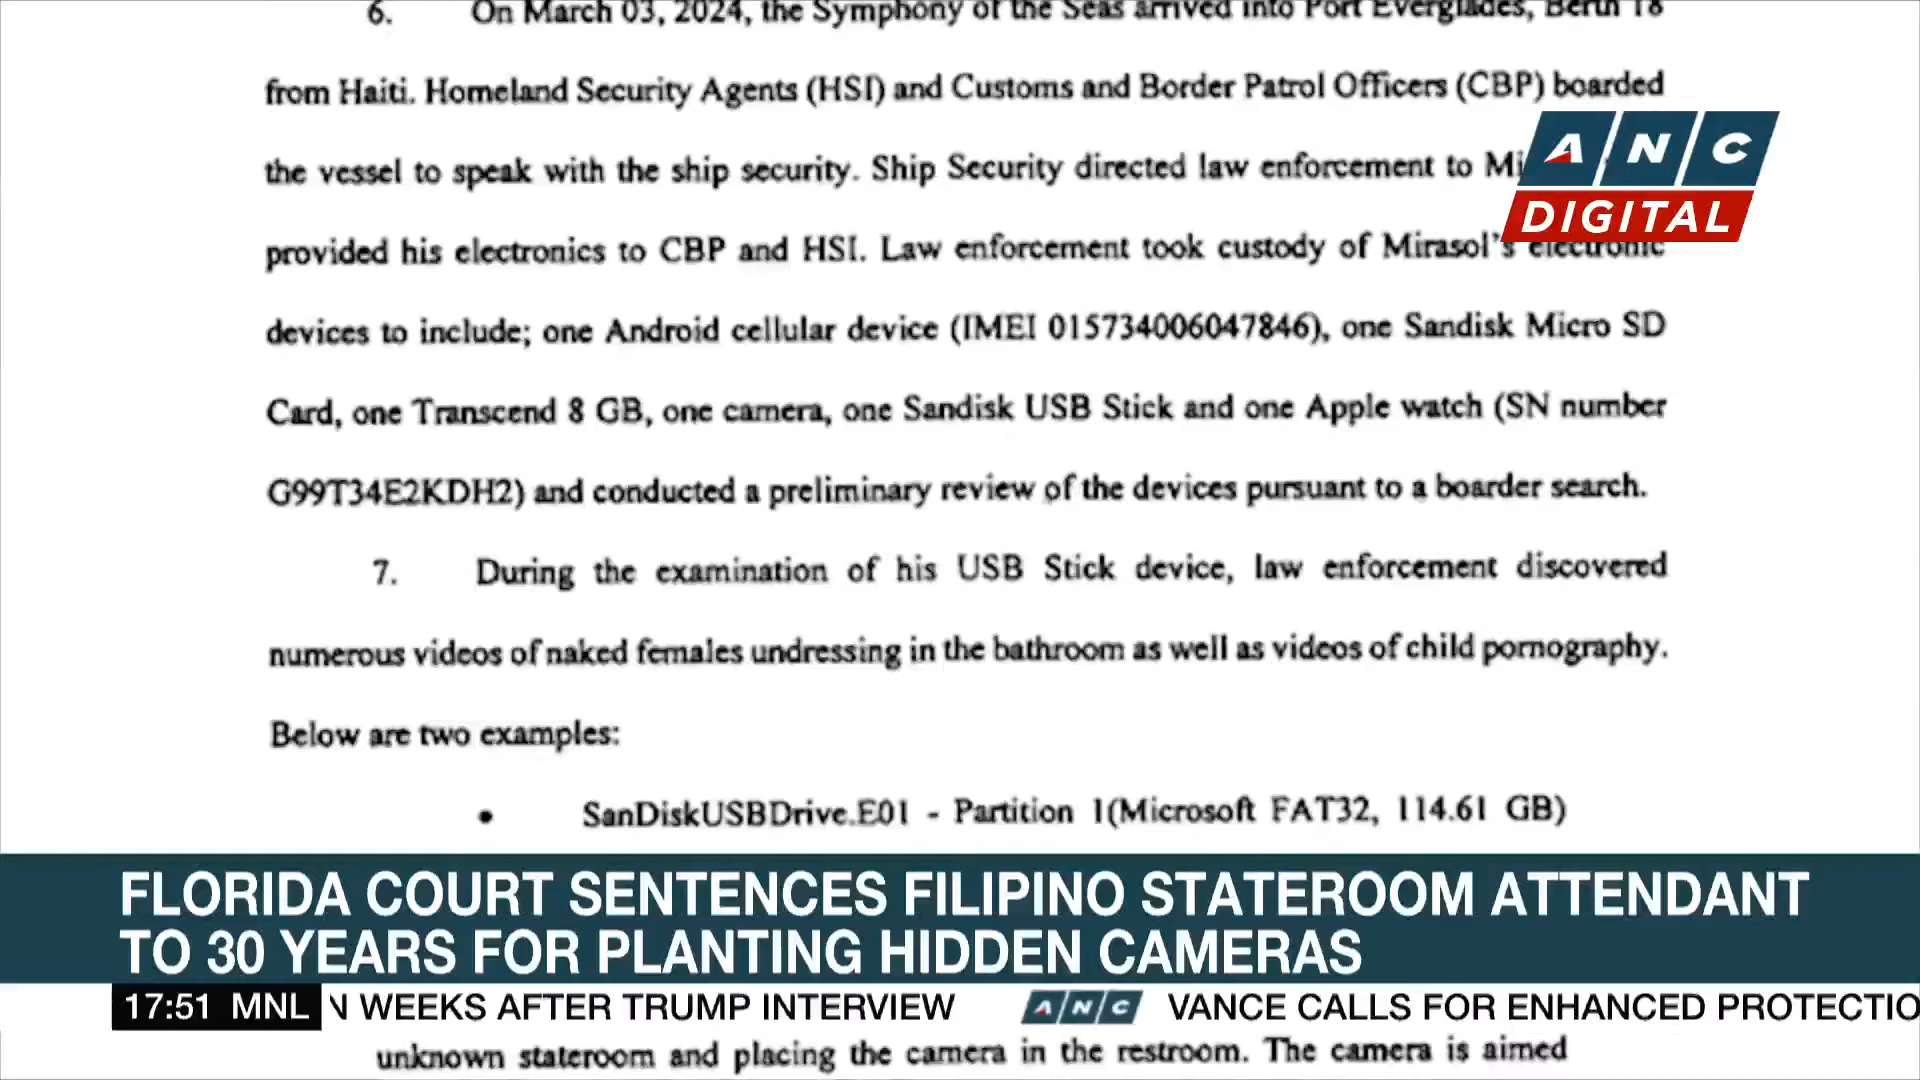 6. On March 03, 2024, the Symphony of the Seas arrived into Port Everglades, Berth 18
from Haiti. Homeland Security Agents (HSI) and Customs and Border Patrol Officers (CBP) boarded
the vessel to speak with the ship security. Ship Security directed law enforcement to Mi
provided his electronics to CBP and HSI. Law enforcement took custody of Mirasol's electronic
devices to include; one Android cellular device (IMEI 015734006047846), one Sandisk Micro SD
Card, one Transcend 8 GB, one camera, one Sandisk USB Stick and one Apple watch (SN number
G99T34E2KDH2) and conducted a preliminary review of the devices pursuant to a boarder search.
7. During the examination of his USB Stick device, law enforcement discovered
numerous videos of naked females undressing in the bathroom as well as videos of child pornography.
Below are two examples:
• SanDiskUSBDrive.E01 - Partition 1(Microsoft FAT32, 114.61 GB)
ANC
DIGITAL
FLORIDA COURT SENTENCES FILIPINO STATEROOM ATTENDANT
TO 30 YEARS FOR PLANTING HIDDEN CAMERAS
17:51 MNL N WEEKS AFTER TRUMP INTERVIEW ANC VANCE CALLS FOR ENHANCED PROTECTIO
unknown stateroom and placing the camera in the restroom. The camera is aimed